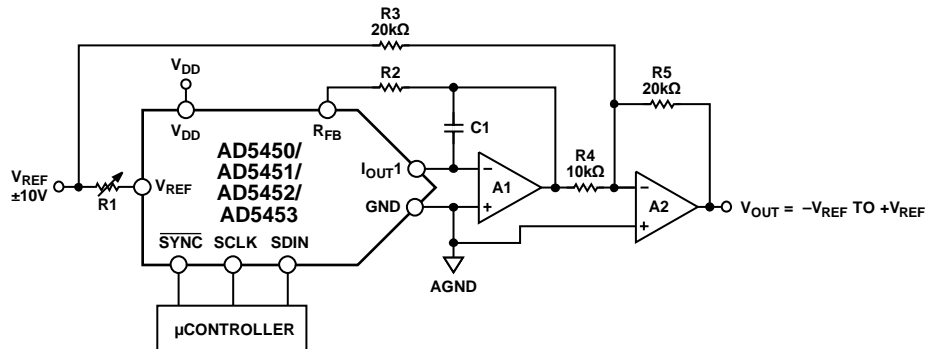 R3
20kΩ
VDD
R2
R5
20kΩ
VDD
RFB
C1
AD5450/
AD5451/
AD5452/
AD5453
IOUT1
R4
10kΩ
VREF
±10V
R1
VREF
A1
GND
A2
VOUT = –VREF TO +VREF
SYNC SCLK SDIN
AGND
µCONTROLLER